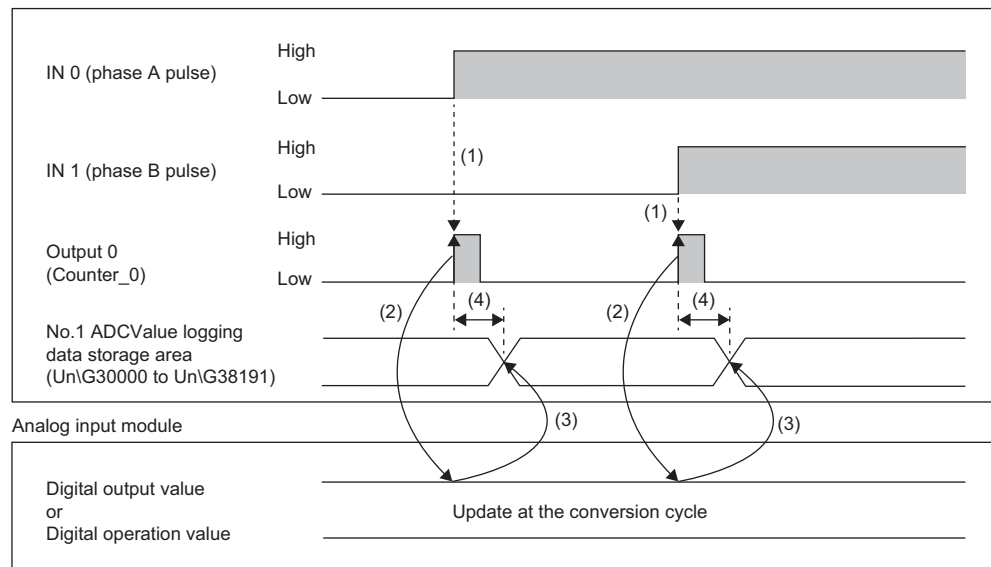 High
IN 0 (phase A pulse)
Low
(1)
High
IN 1 (phase B pulse)
Low
(1)
High
Output 0
(Counter_0)
Low
(2)
(4)
(2)
(4)
No.1 ADCValue logging
data storage area
(Un\G30000 to Un\G38191)
(3)
(3)
Analog input module
Digital output value
or
Digital operation value
Update at the conversion cycle